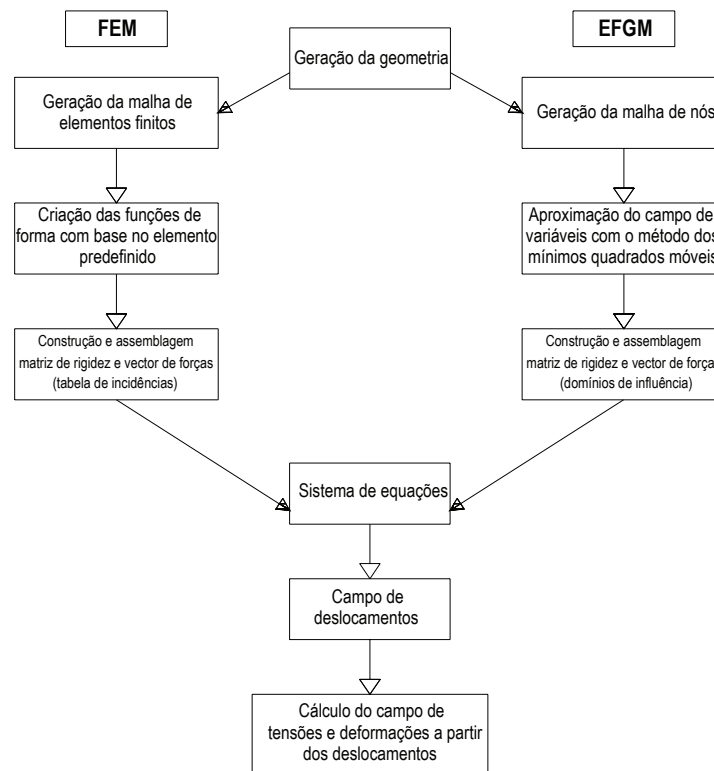 FEM
EFGM
Geração da geometria
Geração da malha de
elementos finitos
Geração da malha de nós
Criação das funções de
forma com base no elemento
predefinido
Aproximação do campo de
variáveis com o método dos
mínimos quadrados móveis
Construção e assemblagem
matriz de rigidez e vector de forças
(tabela de incidências)
Construção e assemblagem
matriz de rigidez e vector de força
(domínios de influência)
Sistema de equações
Campo de
deslocamentos
Cálculo do campo de
tensões e deformações a partir
dos deslocamentos